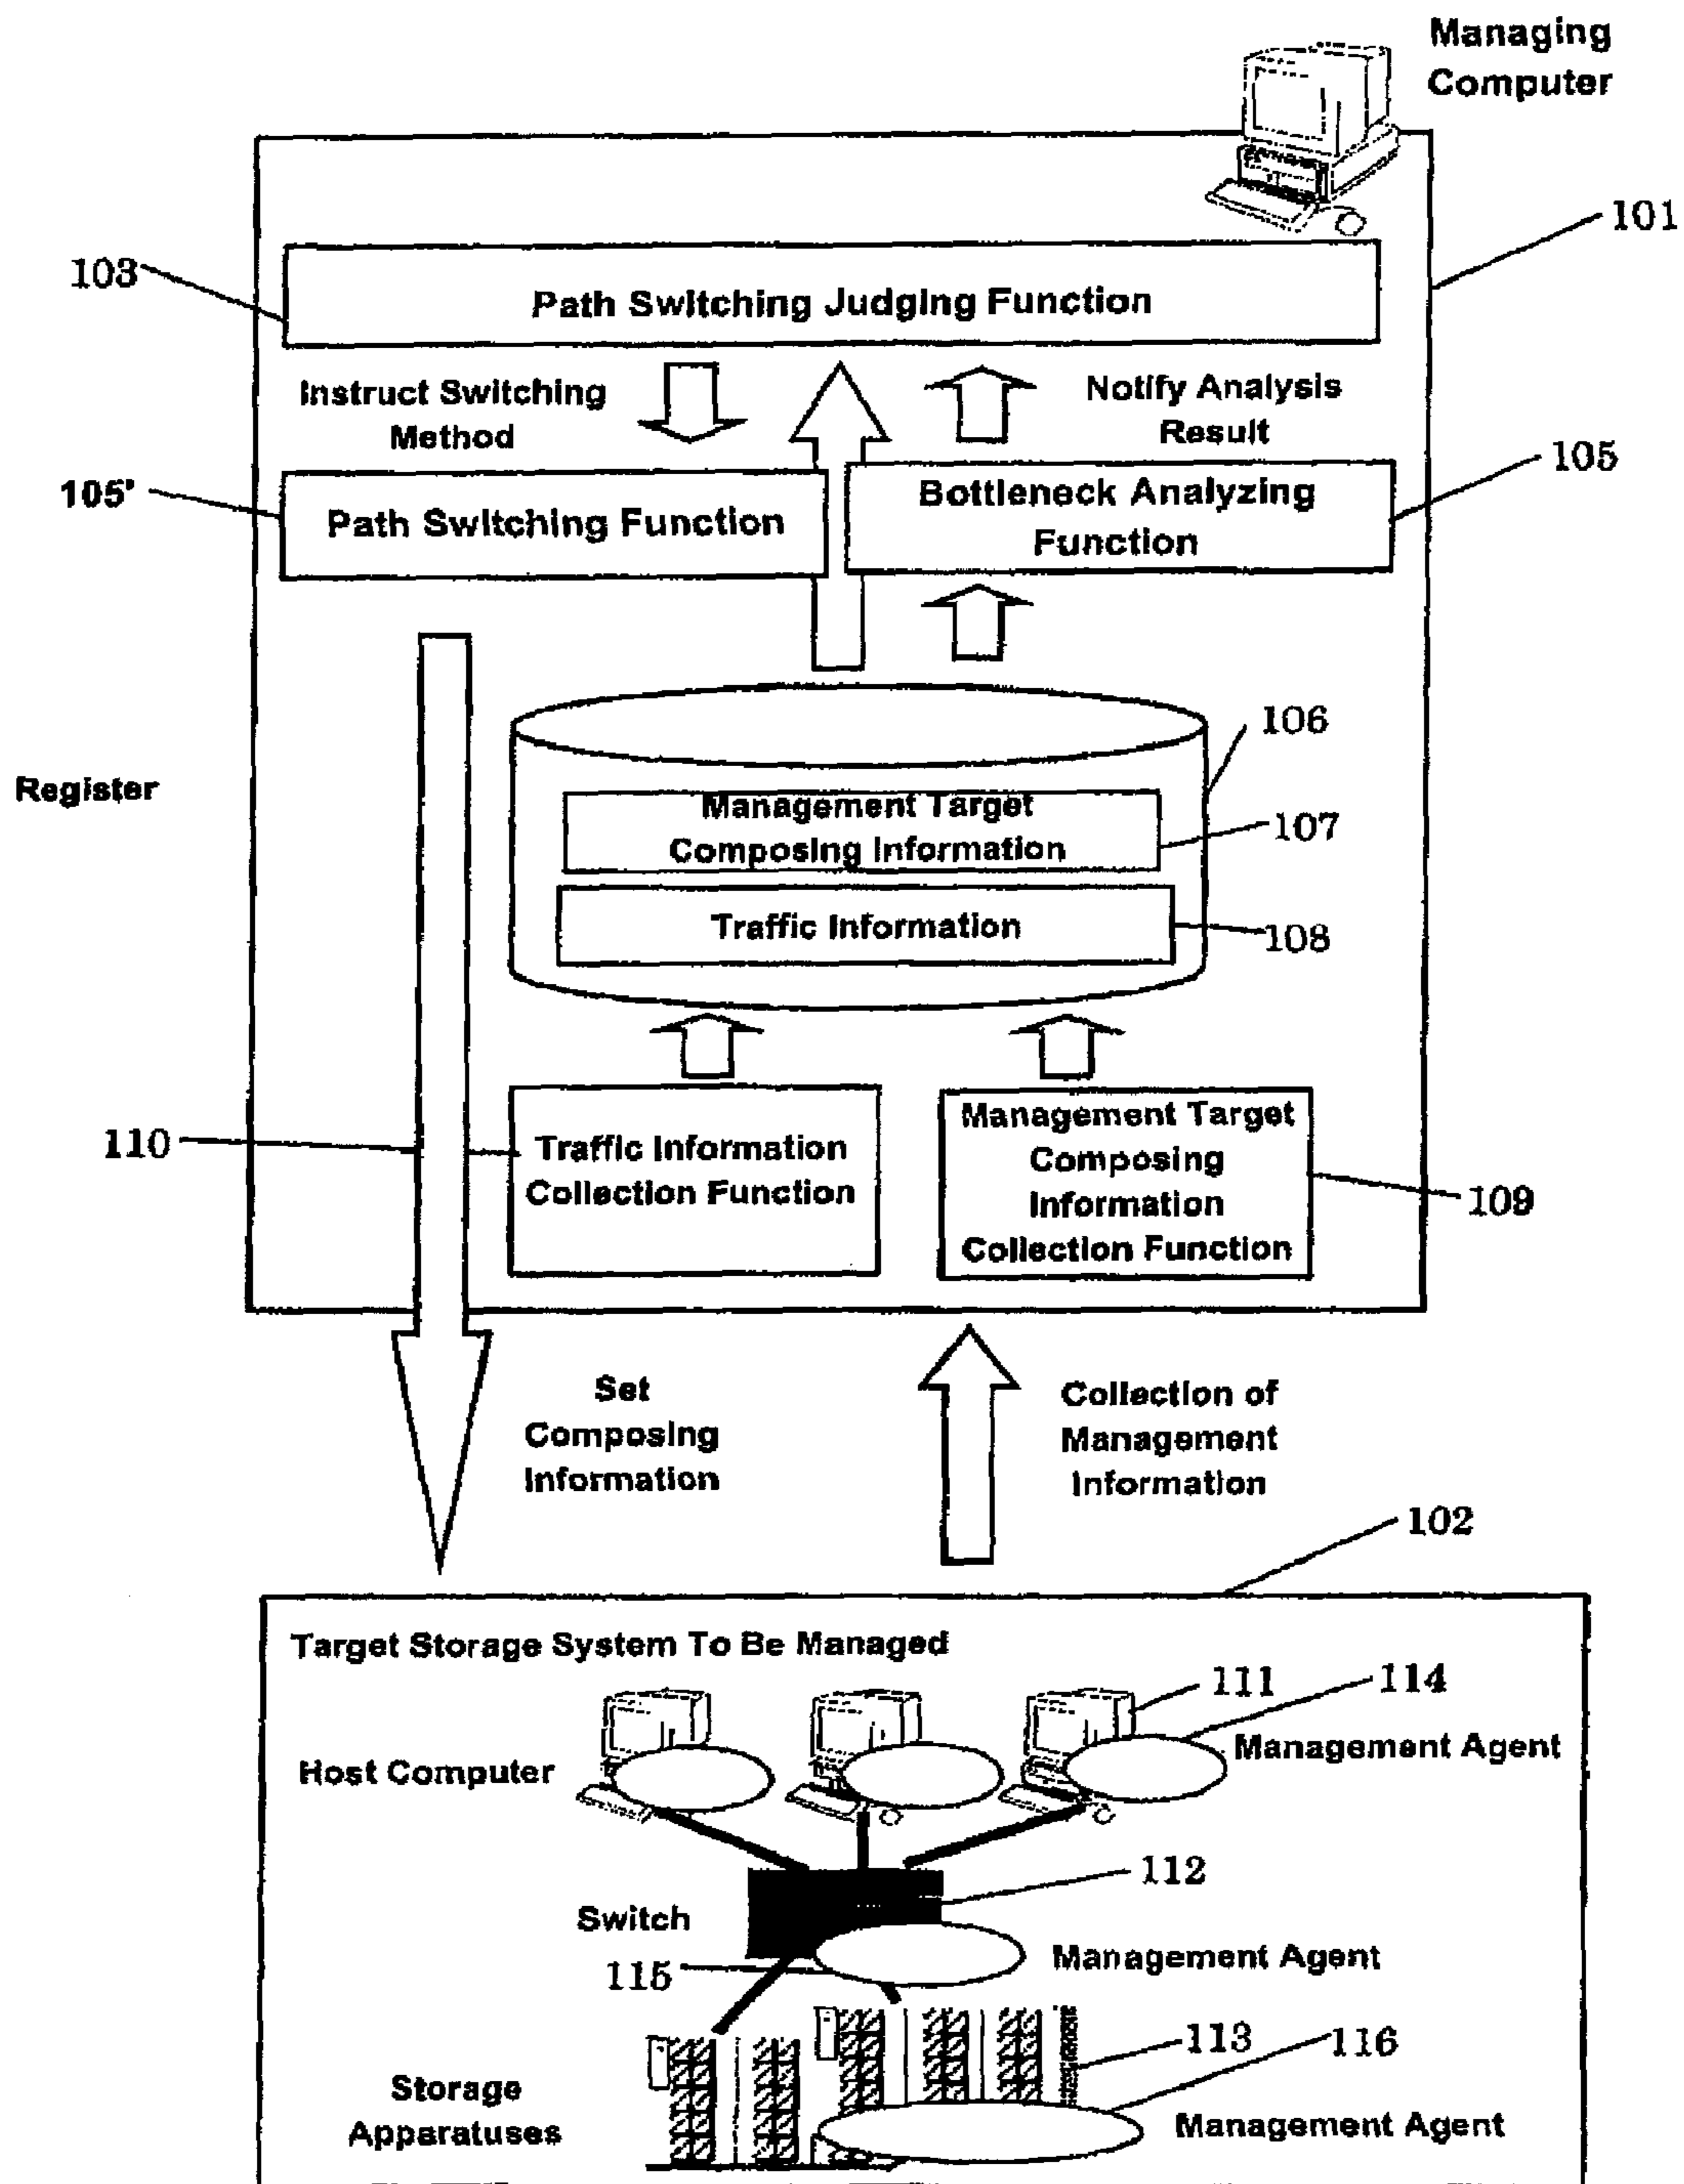 Managing
Computer
101
103
Path Switching Judging Function
Instruct Switching
Method
Notify Analysis
Result
105'
Path Switching Function
Bottleneck Analyzing
Function
105
106
Register
Management Target
Composing Information
107
Traffic Information
108
110
Traffic Information
Collection Function
Management Target
Composing
Information
Collection Function
109
Set
Composing
Information
Collection of
Management
Information
102
Target Storage System To Be Managed
111
114
Host Computer
Management Agent
112
Switch
115
Management Agent
113
116
Storage
Apparatuses
Management Agent